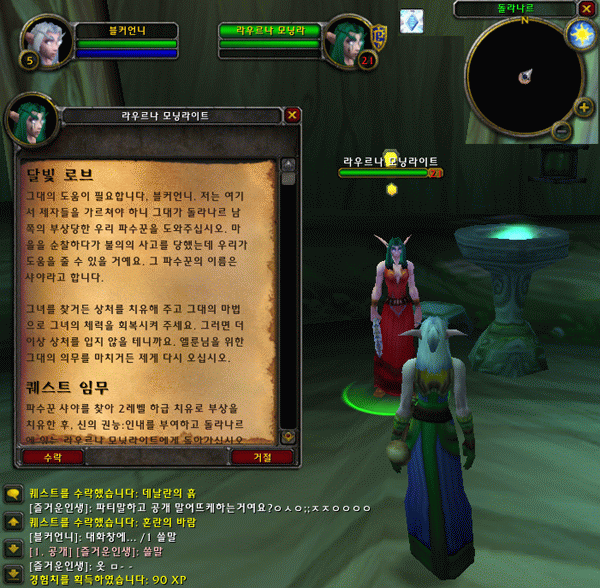 블커언니
5
라우르나 모닝라
21
돌라나르
N
라우르나 모닝라이트
라우르나 모닝라이트
달빛 로브
그대의 도움이 필요합니다, 블커언니. 저는 여기
서 제자들을 가르쳐야 하니 그대가 돌라나르 남
쪽의 부상당한 우리 파수꾼을 도와주십시오. 마
을을 순찰하다가 불의의 사고를 당했는데 우리가
도움을 줄 수 있을 거예요. 그 파수꾼의 이름은
샤야라고 합니다.
그녀를 찾거든 상처를 치유해 주고 그대의 마법
으로 그녀의 체력을 회복시켜 주세요. 그러면 더
이상 상처를 입지 않을 테니까요. 엘룬님을 위한
그대의 의무를 마치거든 제게 다시 오십시오.
퀘스트 임무
파수꾼 샤야를 찾아 2레벨 하급 치유로 부상을
치유한 후, 신의 권능:인내를 부여하고 돌라나르
에 있는 라우르나 모닝라이트에게 돌아가십시오
수락
거절
퀘스트를 수락했습니다: 데날란의 흙
[즐거운인생]: 파티말하고 공개 말어뜨케하는거여요?ㅇㅅㅇ;;ㅈㅈㅇㅇㅇㅇ
퀘스트를 수락했습니다: 혼란의 바람
[블커언니]: 대화창에... /1 쓸말
[1. 공개] [즐거운인생]: 쓸말
[즐거운인생]: 옷 ㅁ- -
경험치를 획득하였습니다: 90 XP